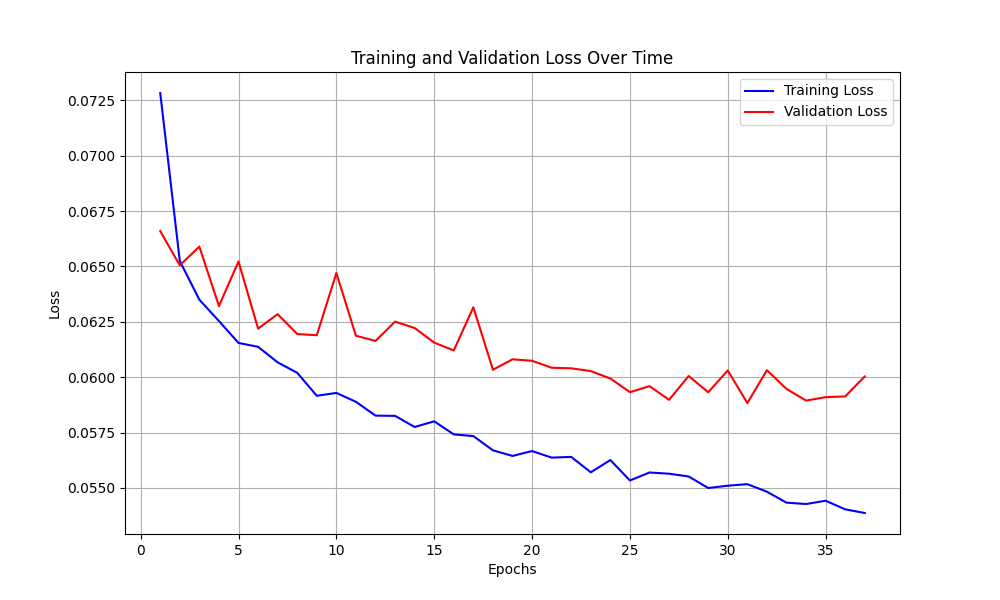 Training and Validation Loss Over Time
Training Loss
Validation Loss
0.0725
0.0700
0.0675
0.0650
0.0625
0.0600
0.0575
0.0550
Loss
0 5 10 15 20 25 30 35
Epochs